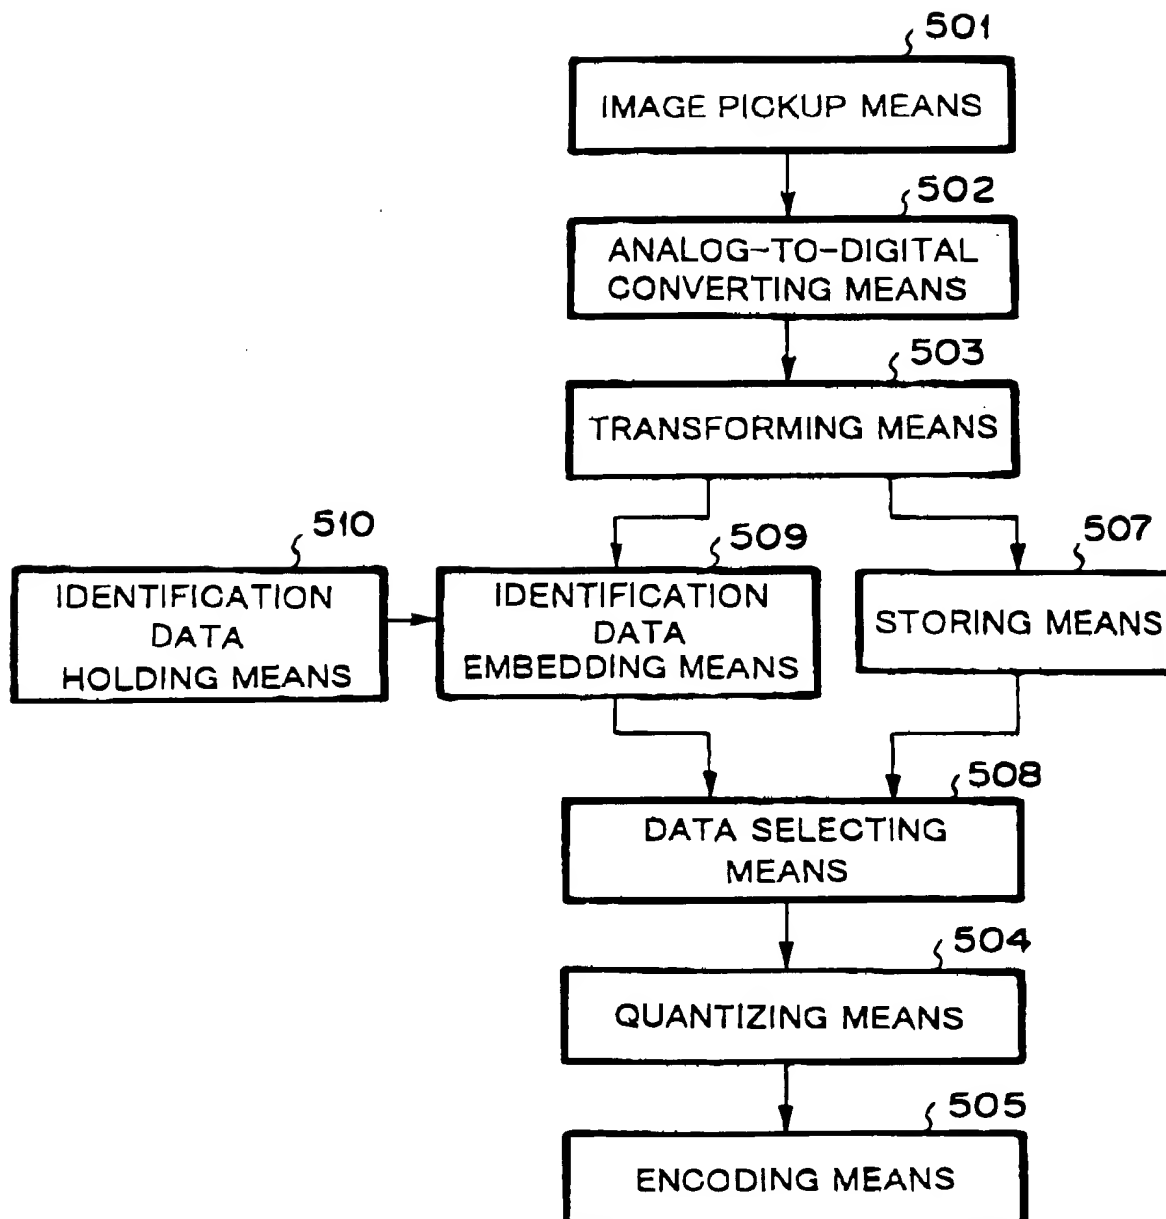 501
IMAGE PICKUP MEANS
502
ANALOG-TO-DIGITAL
CONVERTING MEANS
503
TRANSFORMING MEANS
510
IDENTIFICATION
DATA
HOLDING MEANS
509
IDENTIFICATION
DATA
EMBEDDING MEANS
507
STORING MEANS
508
DATA SELECTING
MEANS
504
QUANTIZING MEANS
505
ENCODING MEANS